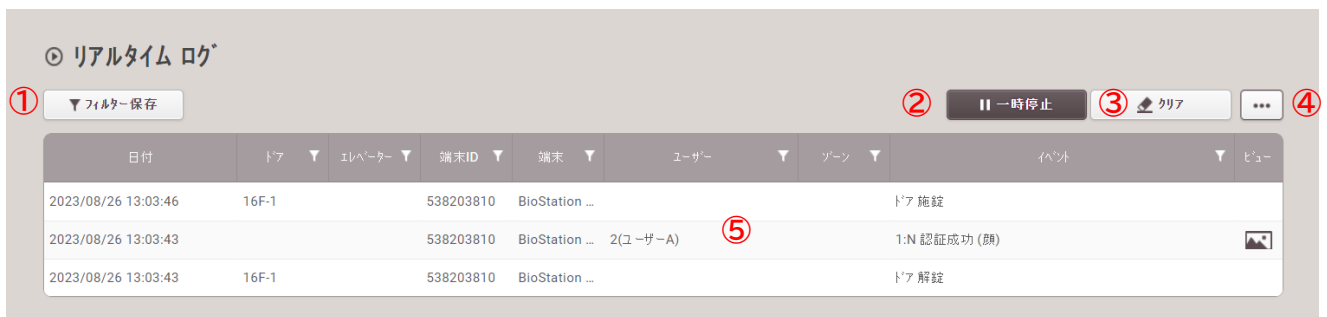 リアルタイム ログ
① フィルター保存 ② 一時停止 ③ クリア ... ④
日付 ドア エレベーター 端末ID 端末 ユーザー ゾーン イベント ビュー
2023/08/26 13:03:46 16F-1 538203810 BioStation ... ドア 施錠
2023/08/26 13:03:43 538203810 BioStation ... 2(ユーザーA) ⑤ 1:N 認証成功 (顔)
2023/08/26 13:03:43 16F-1 538203810 BioStation ... ドア 解錠